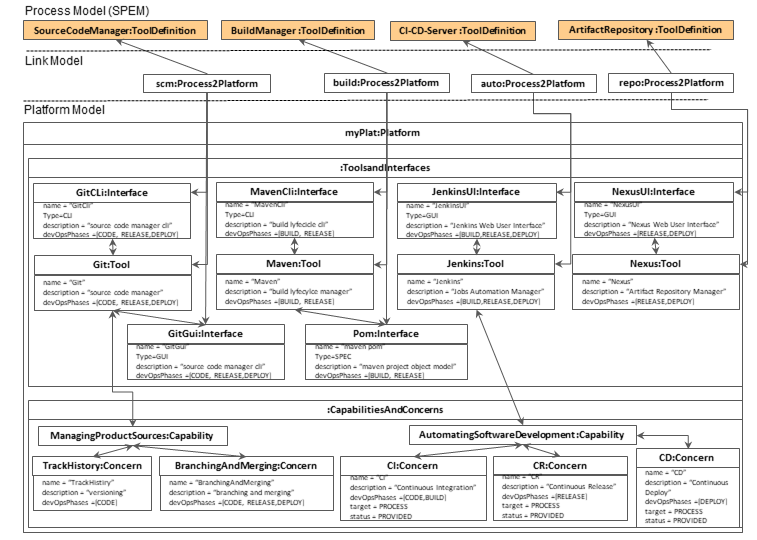 Process Model (SPEM)
SourceCodeManager:ToolDefinition
BuildManager :ToolDefinition
CI-CD-Server :ToolDefinition
ArtifactRepository :ToolDefinition
Link Model
scm:Process2Platform
build:Process2Platform
auto:Process2Platform
repo:Process2Platform
Platform Model
myPlat:Platform
:ToolsandInterfaces
GitCLi:Interface
name = "GitCli"
Type=CLI
description = "source code manager cli"
devOpsPhases =[CODE, RELEASE,DEPLOY]
MavenCli:Interface
name = "MavenCli"
Type=CLI
description = "build lyfecicle cli"
devOpsPhases =[BUILD, RELEASE]
JenkinsUI:Interface
name = "JenkinsUI"
Type=GUI
description = "Jenkins Web User Interface"
devOpsPhases =[BUILD,RELEASE,DEPLOY]
NexusUI:Interface
name = "NexusUI"
Type=GUI
description = "Nexus Web User Interface"
devOpsPhases =[RELEASE,DEPLOY]
Git:Tool
name = "Git"
description = "source code manager"
devOpsPhases =[CODE, RELEASE,DEPLOY]
Maven:Tool
name = "Maven"
description = "build lyfecylce manager"
devOpsPhases =[BUILD, RELEASE]
Jenkins:Tool
name = "Jenkins"
description = "Jobs Automation Manager"
devOpsPhases =[BUILD,RELEASE,DEPLOY]
Nexus:Tool
name = "Nexus"
description = "Artifact Repository Manager"
devOpsPhases =[RELEASE,DEPLOY]
GitGui:Interface
name = "GitGui"
Type=GUI
description = "source code manager cli"
devOpsPhases =[CODE, RELEASE,DEPLOY]
Pom:Interface
name = "maven pom"
Type=SPEC
description = "maven project object model"
devOpsPhases =[BUILD, RELEASE]
:CapabilitiesAndConcerns
ManagingProductSources:Capability
AutomatingSoftwareDevelopment:Capability
TrackHistory:Concern
name = "TrackHistiry"
description = "versioning"
devOpsPhases =[CODE]
BranchingAndMerging:Concern
name = "BranchingAndMerging"
description = "branching and merging"
devOpsPhases =[CODE, RELEASE,DEPLOY]
CI:Concern
name = "CI"
description = "Continuous Integration"
devOpsPhases =[CODE,BUILD]
target = PROCESS
status = PROVIDED
CR:Concern
name = "CR"
description = "Continuous Release"
devOpsPhases =[RELEASE]
target = PROCESS
status = PROVIDED
CD:Concern
name = "CD"
description = "Continuous
Deploy"
devOpsPhases =[DEPLOY]
target = PROCESS
status = PROVIDED